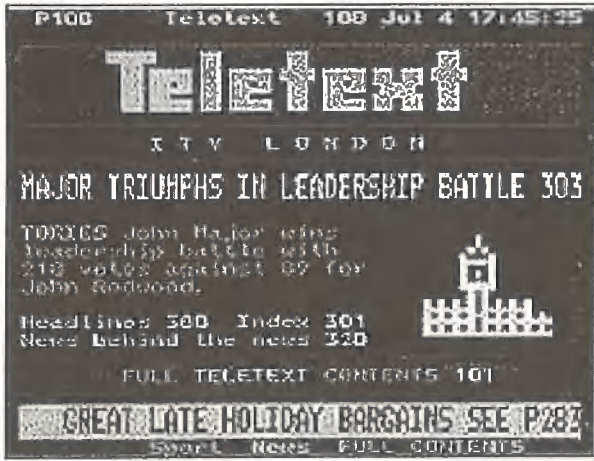 P100 Teletext 100 Jul 4 17:45:25
Teletext
ITV LONDON
MAJOR TRIUMPHS IN LEADERSHIP BATTLE 303
TORIES John Major wins
leadership battle with
218 votes against 89 for
John Redwood.
Headlines 300 Index 301
News behind the news 320
FULL TELETEXT CONTENTS 101
GREAT LATE HOLIDAY BARGAINS SEE P283
Sport News FULL CONTENTS